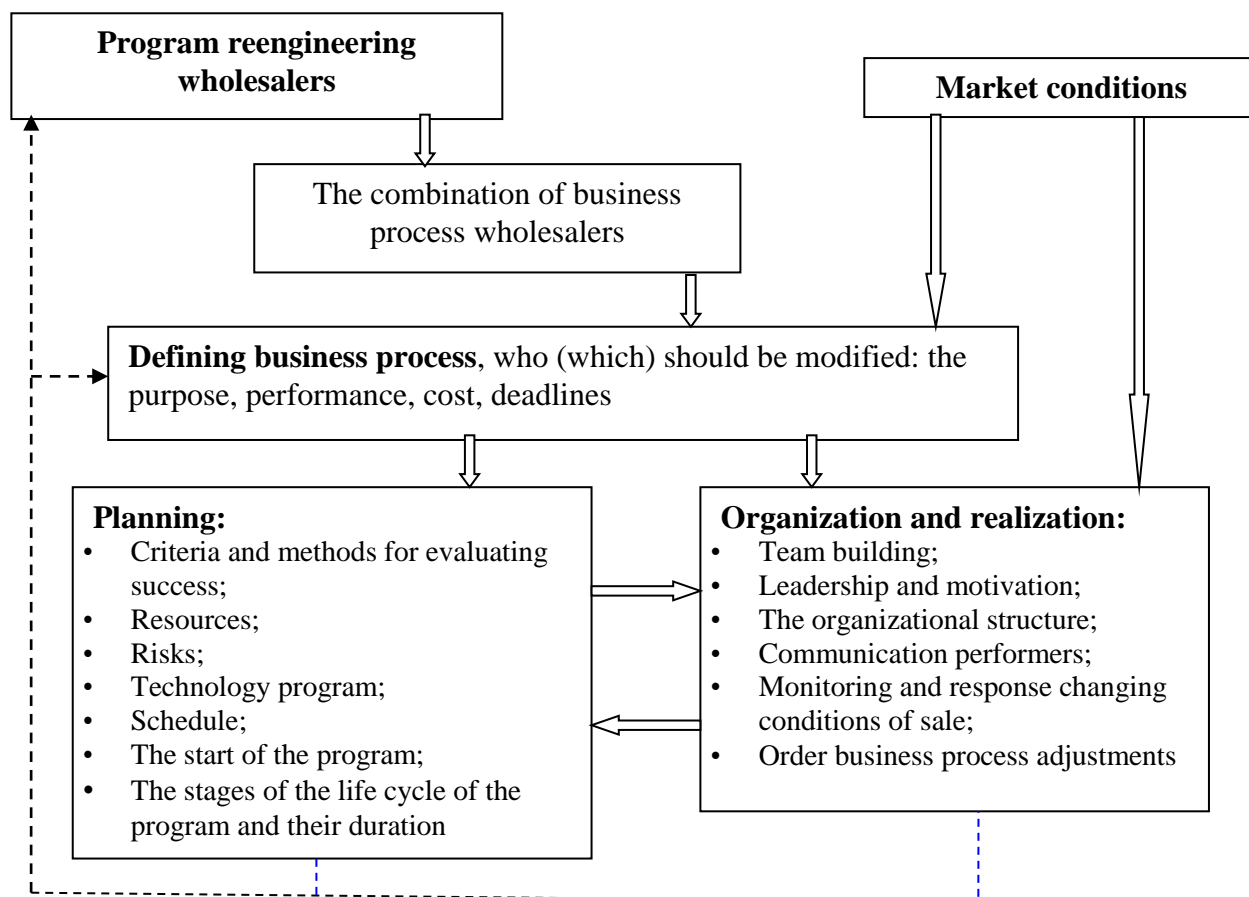 Program reengineering
wholesalers
Market conditions
The combination of business
process wholesalers
Defining business process, who (which) should be modified: the
purpose, performance, cost, deadlines
Planning:
• Criteria and methods for evaluating
success;
• Resources;
• Risks;
• Technology program;
• Schedule;
• The start of the program;
• The stages of the life cycle of the
program and their duration
Organization and realization:
• Team building;
• Leadership and motivation;
• The organizational structure;
• Communication performers;
• Monitoring and response changing
conditions of sale;
• Order business process adjustments